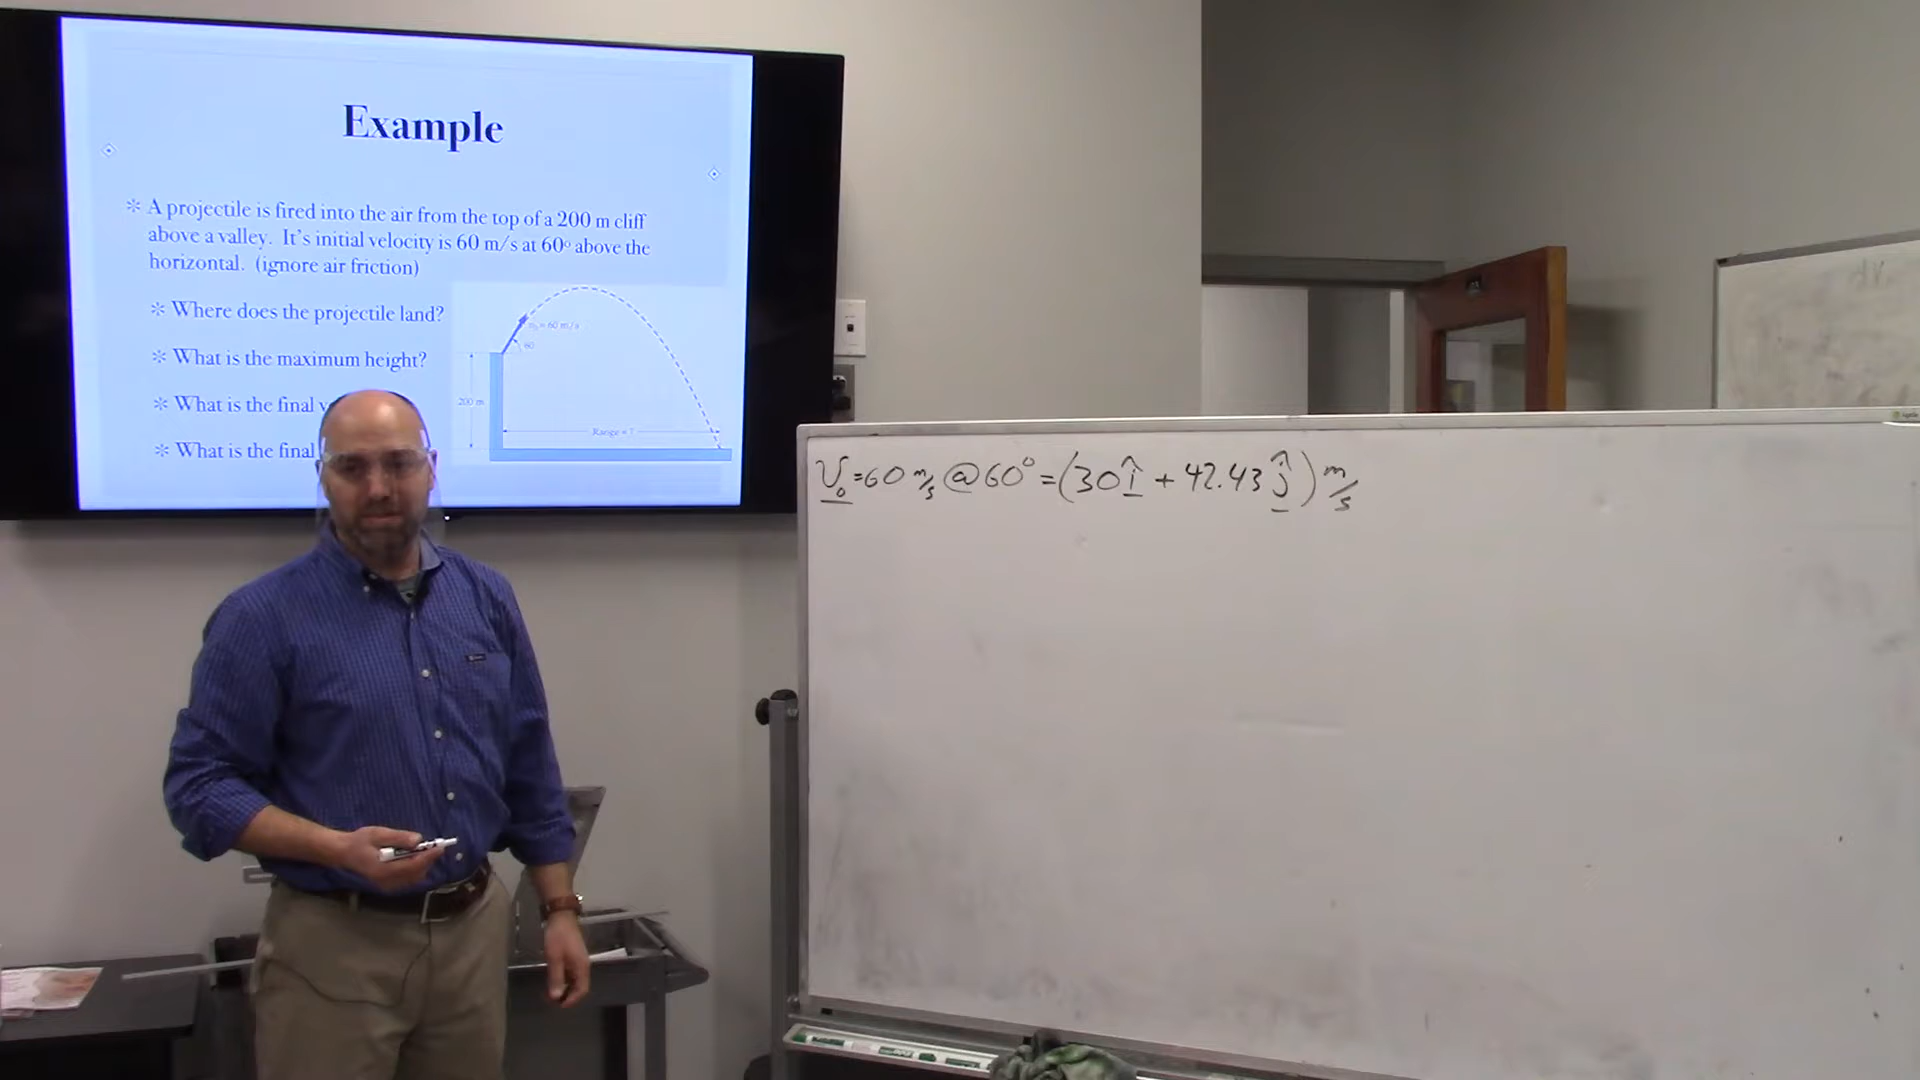 Example
* A projectile is fired into the air from the top of a 200 m cliff
above a valley. It's initial velocity is 60 m/s at 60º above the
horizontal. (ignore air friction)
* Where does the projectile land?
* What is the maximum height?
* What is the final
* What is the final
v₀ = 60 m/s
60
200 m
Range = ?
V₀ = 60 m/s @ 60° = (30 î + 42.43 ĵ) m/s